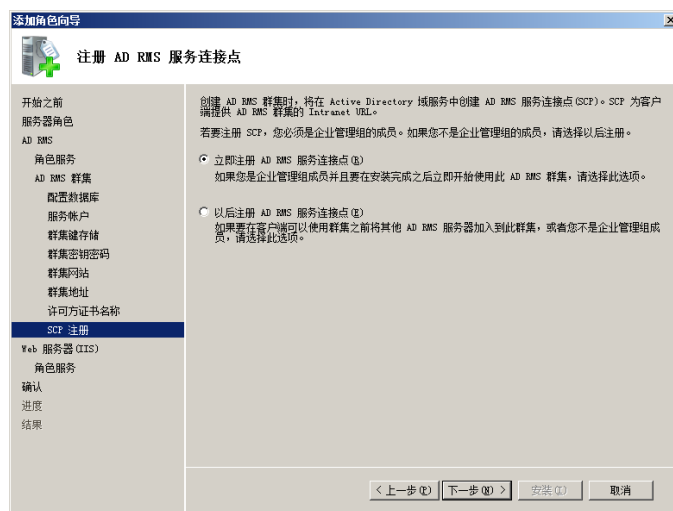 添加角色向导
注册 AD RMS 服务连接点
开始之前
服务器角色
AD RMS
角色服务
AD RMS 群集
配置数据库
服务帐户
群集键存储
群集密钥密码
群集网站
群集地址
许可方证书名称
SCP 注册
Web 服务器(IIS)
角色服务
确认
进度
结果
创建 AD RMS 群集时，将在 Active Directory 域服务中创建 AD RMS 服务连接点(SCP)。SCP 为客户
端提供 AD RMS 群集的 Intranet URL。
若要注册 SCP，您必须是企业管理组的成员。如果您不是企业管理组的成员，请选择以后注册。
立即注册 AD RMS 服务连接点(R)
如果您是企业管理组成员并且要在安装完成之后立即开始使用此 AD RMS 群集，请选择此选项。
以后注册 AD RMS 服务连接点(E)
如果要在客户端可以使用群集之前将其他 AD RMS 服务器加入到此群集，或者您不是企业管理组成
员，请选择此选项。
< 上一步(P)
下一步(N) >
安装(I)
取消